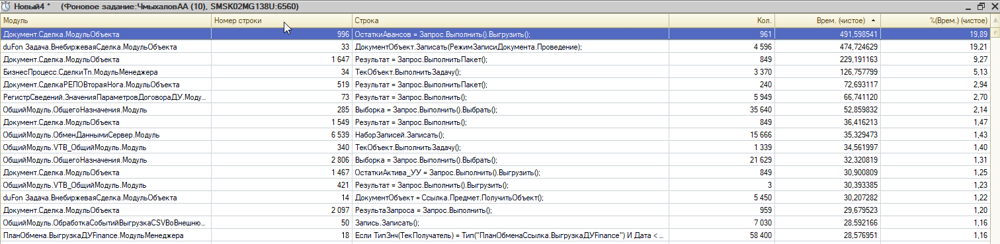 Новый4 * (Фоновое задание:ЧмыхаловАА (10), SMSK02MG138U:6560)
Модуль Номер строки Строка Кол. Врем. (чистое) %(Врем.) (чистое)
Документ.Сделка.МодульОбъекта 996 ОстаткиАвансов = Запрос.Выполнить().Выгрузить(); 961 491,598541 19,89
duFon Задача.ВнебиржеваяСделка.МодульОбъекта 33 ДокументОбъект.Записать(РежимЗаписиДокумента.Проведение); 4 596 474,724629 19,21
Документ.Сделка.МодульОбъекта 1 647 Результат = Запрос.ВыполнитьПакет(); 849 229,191163 9,27
БизнесПроцесс.СделкиТп.МодульМенеджера 34 ТекОбъект.ВыполнитьЗадачу(); 3 370 126,757799 5,13
Документ.СделкаРЕПОВтораяНога.МодульОбъекта 519 Результат = Запрос.ВыполнитьПакет(); 240 72,693117 2,94
РегистрСведений.ЗначенияПараметровДоговораДУ.Моду... 73 Результат = Запрос.Выполнить(); 5 949 66,741120 2,70
ОбщийМодуль.ОбщегоНазначения.Модуль 285 Выборка = Запрос.Выполнить().Выбрать(); 35 640 52,859832 2,14
Документ.Сделка.МодульОбъекта 1 549 Результат = Запрос.Выполнить(); 849 36,416213 1,47
ОбщийМодуль.ОбменДаннымиСервер.Модуль 6 539 НаборЗаписей.Записать(); 15 666 35,329473 1,43
ОбщийМодуль.VTB_ОбщийМодуль.Модуль 340 ТекОбъект.ВыполнитьЗадачу(); 1 339 34,561997 1,40
ОбщийМодуль.ОбщегоНазначения.Модуль 2 806 Выборка = Запрос.Выполнить().Выбрать(); 21 629 32,320819 1,31
Документ.Сделка.МодульОбъекта 1 467 ОстаткиАктива_УУ = Запрос.Выполнить().Выгрузить(); 849 30,900809 1,25
ОбщийМодуль.VTB_ОбщийМодуль.Модуль 421 Результат = Запрос.Выполнить().Выгрузить(); 3 30,393385 1,23
duFon Задача.ВнебиржеваяСделка.МодульОбъекта 14 ДокументОбъект = Ссылка.Предмет.ПолучитьОбъект(); 5 450 30,207282 1,22
Документ.Сделка.МодульОбъекта 2 097 РезультаЗапроса = Запрос.Выполнить(); 959 29,679523 1,20
ОбщийМодуль.ОбработкаСобытийВыгрузкаCSVВоВнешню... 50 Запись.Записать(); 7 030 28,592166 1,16
ПланОбмена.ВыгрузкаДУFinance.МодульМенеджера 18 Если ТипЗнч(ТекПолучатель) = Тип("ПланОбменаСсылка.ВыгрузкаДУFinance") И Дата < ... 58 400 28,576951 1,16